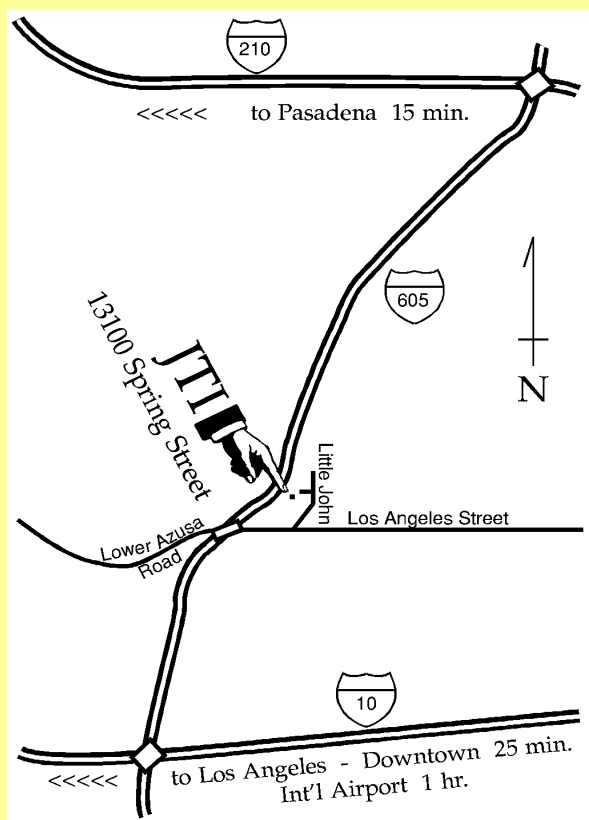 210
<<<<< to Pasadena 15 min.
605
N
JTI
13100 Spring Street
Little John
Los Angeles Street
Lower Azusa
Road
10
<<<<< to Los Angeles - Downtown 25 min.
Int'l Airport 1 hr.